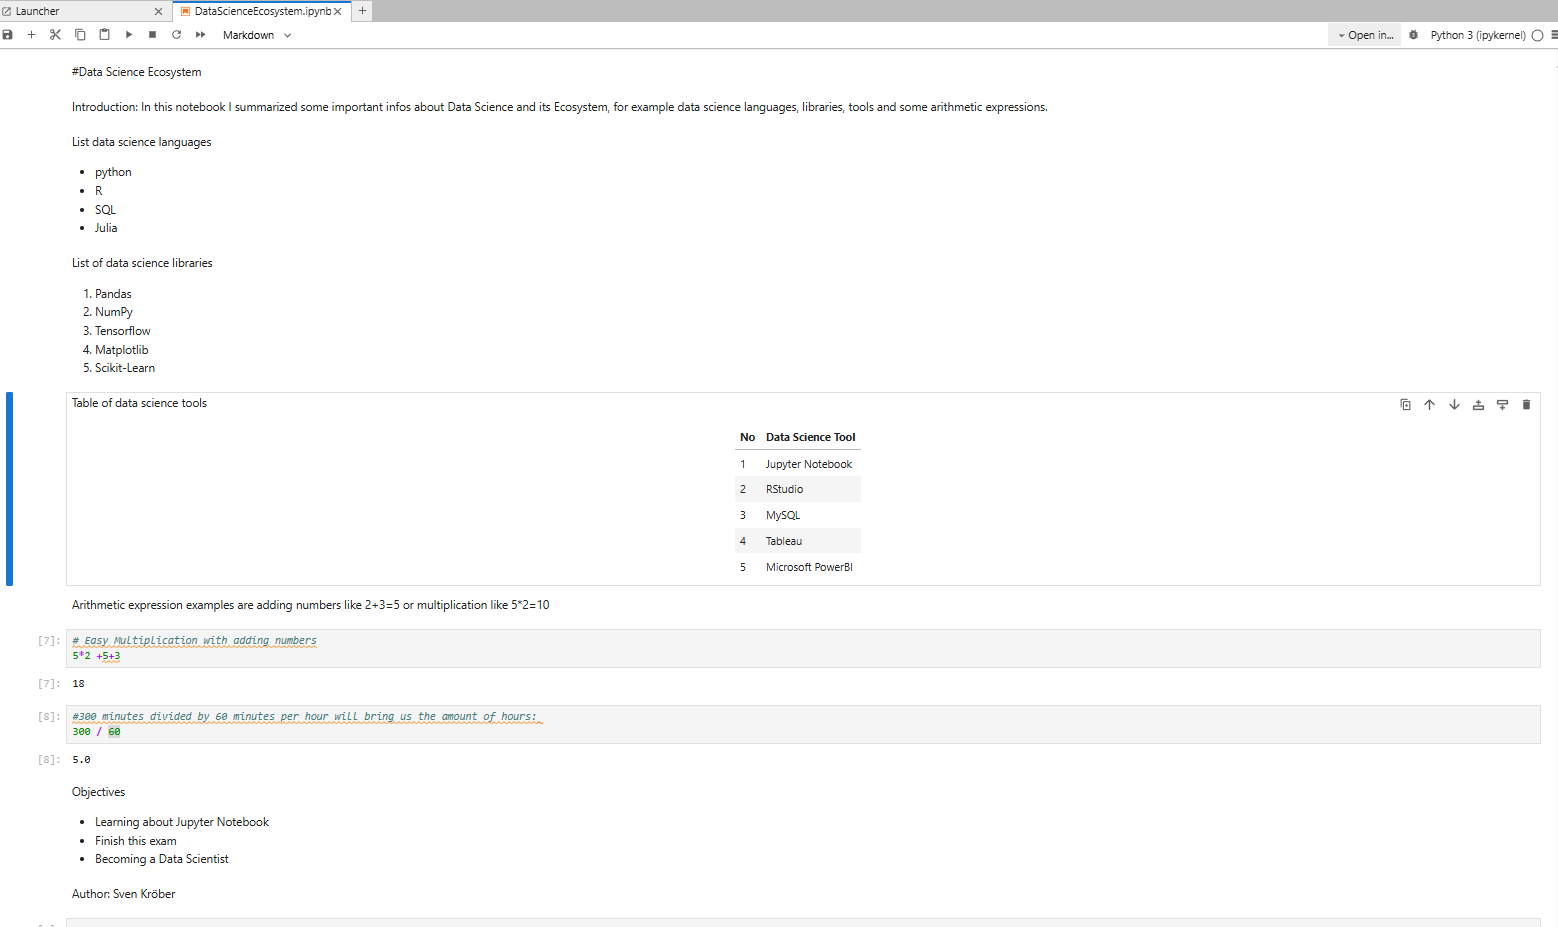 Launcher
DataScienceEcosystem.ipynb
Markdown
Open in...
Python 3 (ipykernel)
#Data Science Ecosystem
Introduction: In this notebook I summarized some important infos about Data Science and its Ecosystem, for example data science languages, libraries, tools and some arithmetic expressions.
List data science languages
• python
• R
• SQL
• Julia
List of data science libraries
1. Pandas
2. NumPy
3. Tensorflow
4. Matplotlib
5. Scikit-Learn
Table of data science tools
No Data Science Tool
1 Jupyter Notebook
2 RStudio
3 MySQL
4 Tableau
5 Microsoft PowerBI
Arithmetic expression examples are adding numbers like 2+3=5 or multiplication like 5*2=10
[7]: # Easy Multiplication with adding numbers
5*2 +5+3
[7]: 18
[8]: #300 minutes divided by 60 minutes per hour will bring us the amount of hours:
300 / 60
[8]: 5.0
Objectives
• Learning about Jupyter Notebook
• Finish this exam
• Becoming a Data Scientist
Author: Sven Kröber